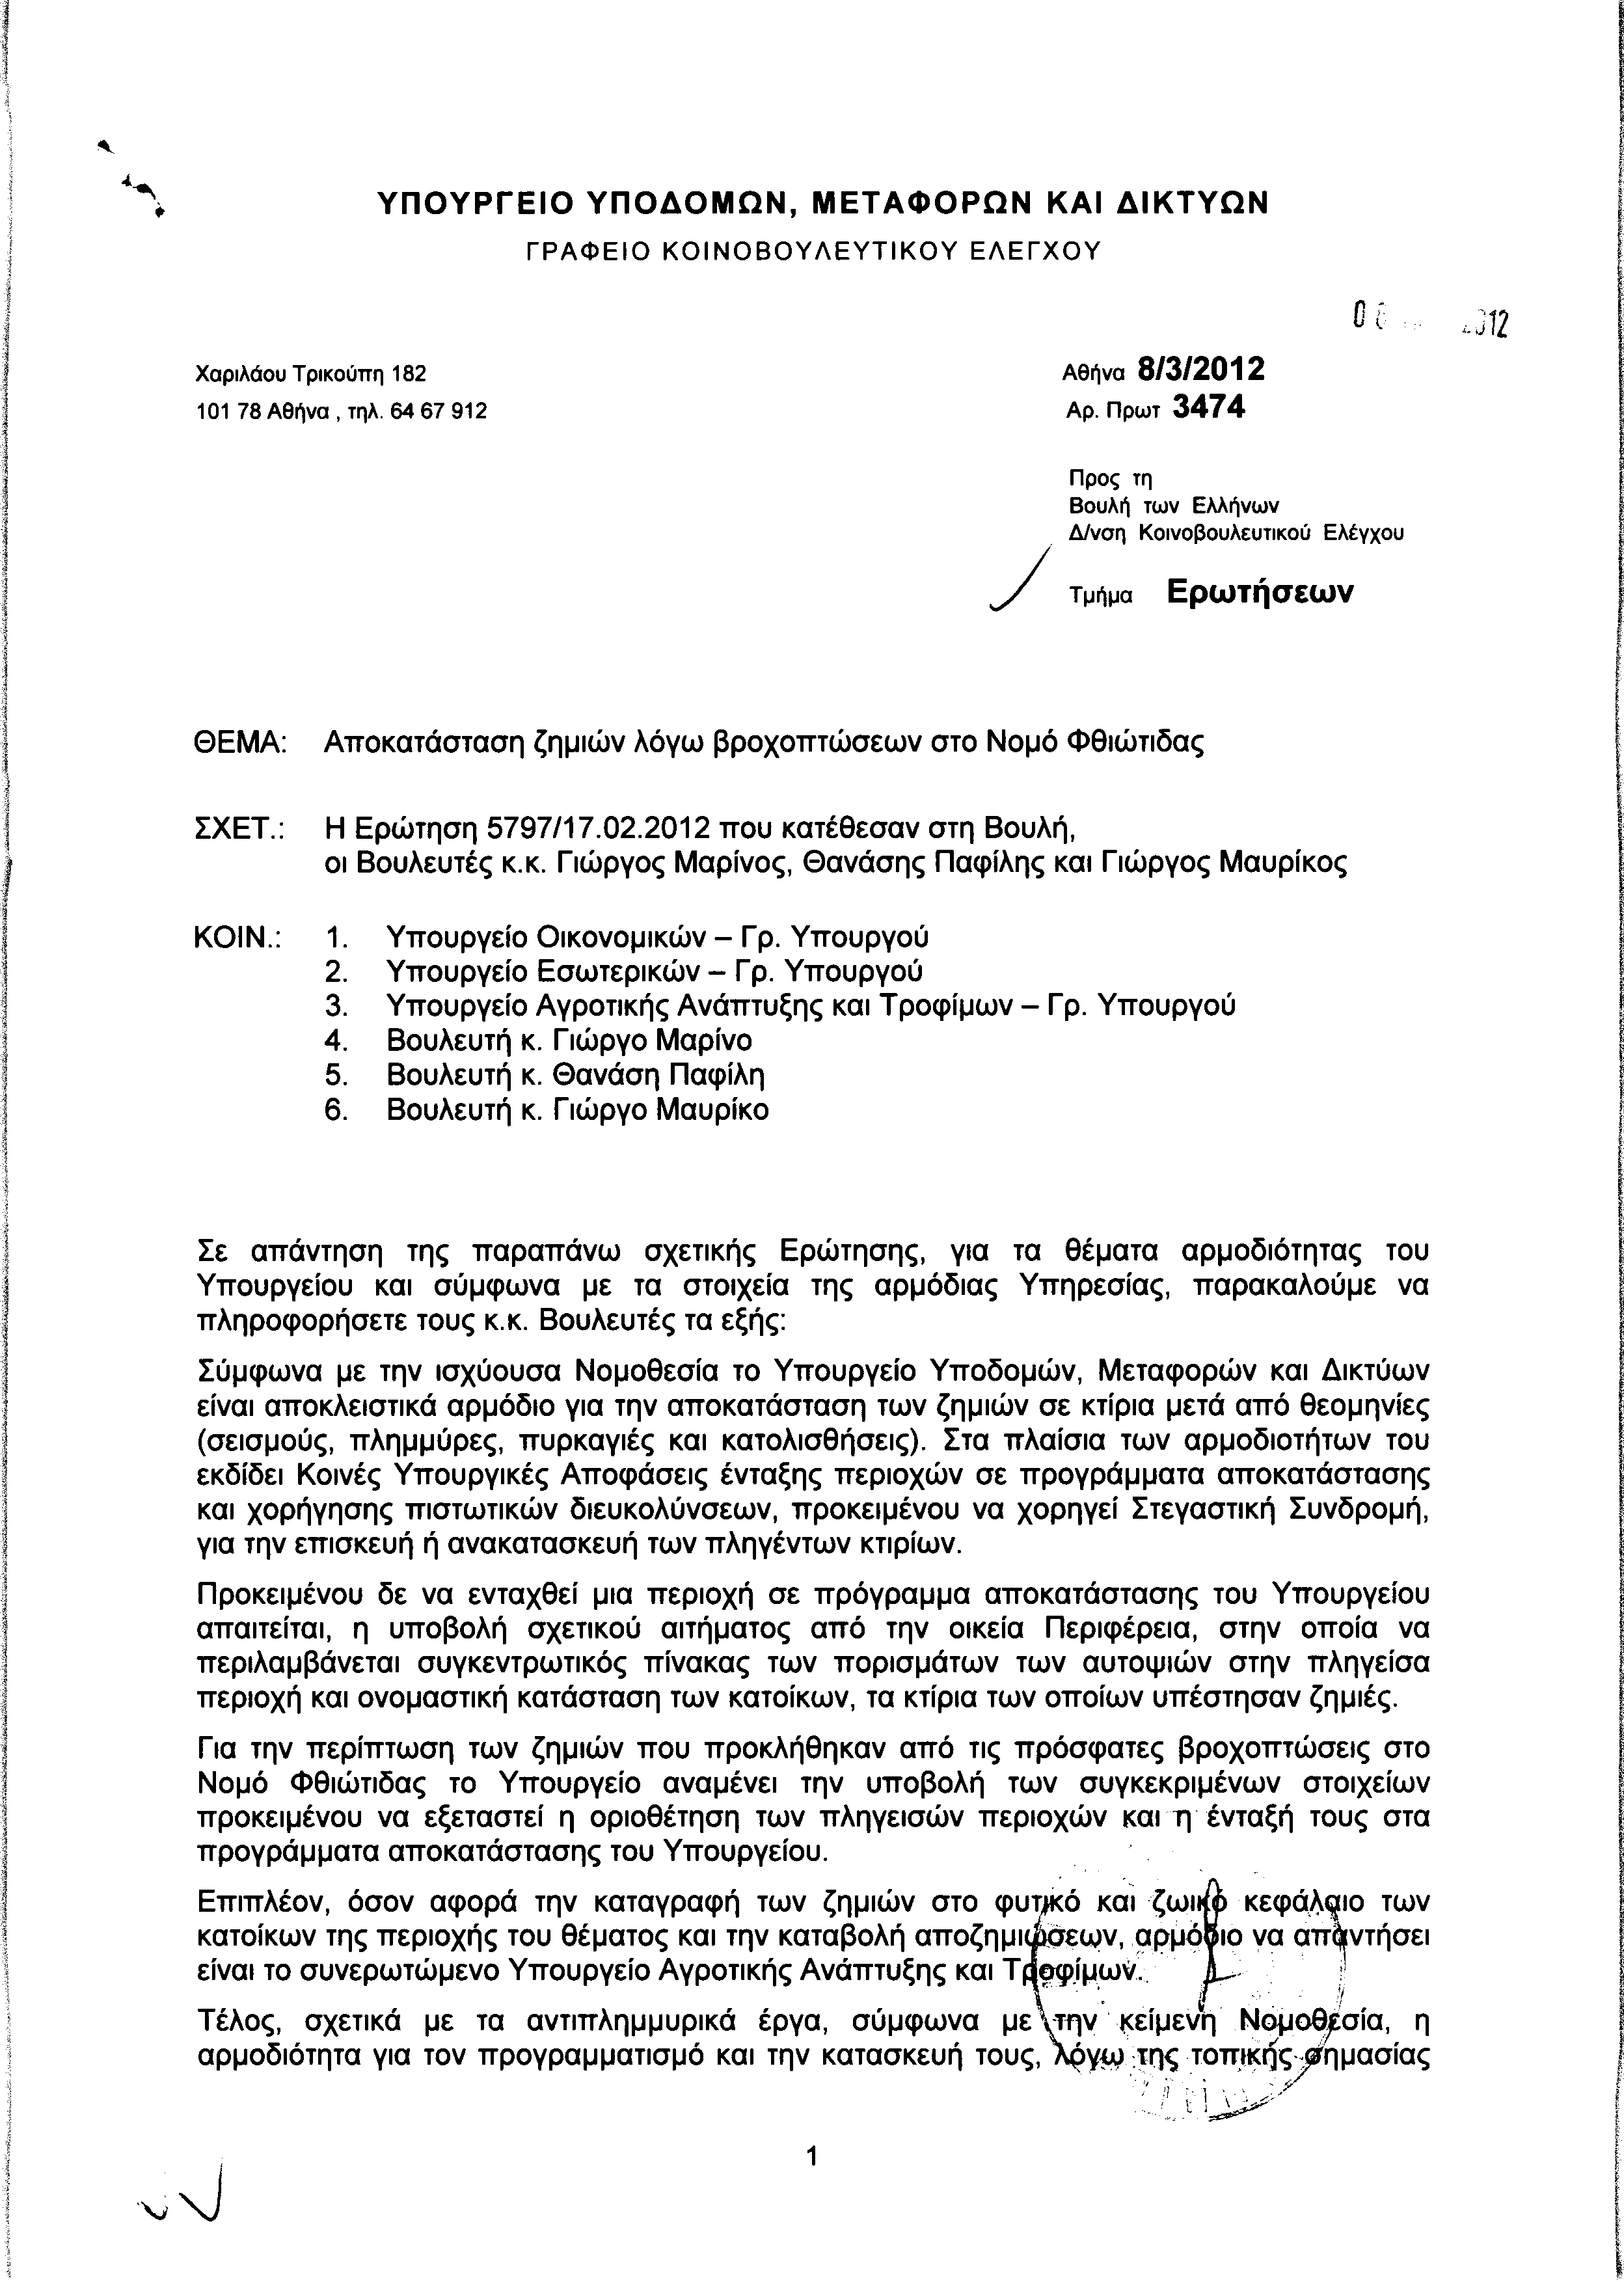 ΥΠΟΥΡΓΕΙΟ ΥΠΟΔΟΜΩΝ, ΜΕΤΑΦΟΡΩΝ ΚΑΙ ΔΙΚΤΥΩΝ
ΓΡΑΦΕΙΟ ΚΟΙΝΟΒΟΥΛΕΥΤΙΚΟΥ ΕΛΕΓΧΟΥ
Χαριλάου Τρικούπη 182
Αθήνα 8/3/2012
101 78 Αθήνα , τηλ. 64 67 912
Αρ. Πρωτ 3474
Προς τη
Βουλή των Ελλήνων
Δ/νση Κοινοβουλευτικού Ελέγχου
Τμήμα Ερωτήσεων
ΘΕΜΑ: Αποκατάσταση ζημιών λόγω βροχοπτώσεων στο Νομό Φθιώτιδας
ΣΧΕΤ.: Η Ερώτηση 5797/17.02.2012 που κατέθεσαν στη Βουλή,
οι Βουλευτές κ.κ. Γιώργος Μαρίνος, Θανάσης Παφίλης και Γιώργος Μαυρίκος
ΚΟΙΝ.: 1. Υπουργείο Οικονομικών – Γρ. Υπουργού
2. Υπουργείο Εσωτερικών – Γρ. Υπουργού
3. Υπουργείο Αγροτικής Ανάπτυξης και Τροφίμων – Γρ. Υπουργού
4. Βουλευτή κ. Γιώργο Μαρίνο
5. Βουλευτή κ. Θανάση Παφίλη
6. Βουλευτή κ. Γιώργο Μαυρίκο
Σε απάντηση της παραπάνω σχετικής Ερώτησης, για τα θέματα αρμοδιότητας του
Υπουργείου και σύμφωνα με τα στοιχεία της αρμόδιας Υπηρεσίας, παρακαλούμε να
πληροφορήσετε τους κ.κ. Βουλευτές τα εξής:
Σύμφωνα με την ισχύουσα Νομοθεσία το Υπουργείο Υποδομών, Μεταφορών και Δικτύων
είναι αποκλειστικά αρμόδιο για την αποκατάσταση των ζημιών σε κτίρια μετά από θεομηνίες
(σεισμούς, πλημμύρες, πυρκαγιές και κατολισθήσεις). Στα πλαίσια των αρμοδιοτήτων του
εκδίδει Κοινές Υπουργικές Αποφάσεις ένταξης περιοχών σε προγράμματα αποκατάστασης
και χορήγησης πιστωτικών διευκολύνσεων, προκειμένου να χορηγεί Στεγαστική Συνδρομή,
για την επισκευή ή ανακατασκευή των πληγέντων κτιρίων.
Προκειμένου δε να ενταχθεί μια περιοχή σε πρόγραμμα αποκατάστασης του Υπουργείου
απαιτείται, η υποβολή σχετικού αιτήματος από την οικεία Περιφέρεια, στην οποία να
περιλαμβάνεται συγκεντρωτικός πίνακας των πορισμάτων των αυτοψιών στην πληγείσα
περιοχή και ονομαστική κατάσταση των κατοίκων, τα κτίρια των οποίων υπέστησαν ζημιές.
Για την περίπτωση των ζημιών που προκλήθηκαν από τις πρόσφατες βροχοπτώσεις στο
Νομό Φθιώτιδας το Υπουργείο αναμένει την υποβολή των συγκεκριμένων στοιχείων
προκειμένου να εξεταστεί η οριοθέτηση των πληγεισών περιοχών και η ένταξή τους στα
προγράμματα αποκατάστασης του Υπουργείου.
Επιπλέον, όσον αφορά την καταγραφή των ζημιών στο φυτικό και ζωικό κεφάλαιο των
κατοίκων της περιοχής του θέματος και την καταβολή αποζημιώσεων, αρμόδιο να απαντήσει
είναι το συνερωτώμενο Υπουργείο Αγροτικής Ανάπτυξης και Τροφίμων.
Τέλος, σχετικά με τα αντιπλημμυρικά έργα, σύμφωνα με την κείμενη Νομοθεσία, η
αρμοδιότητα για τον προγραμματισμό και την κατασκευή τους, λόγω της τοπικής σημασίας
1